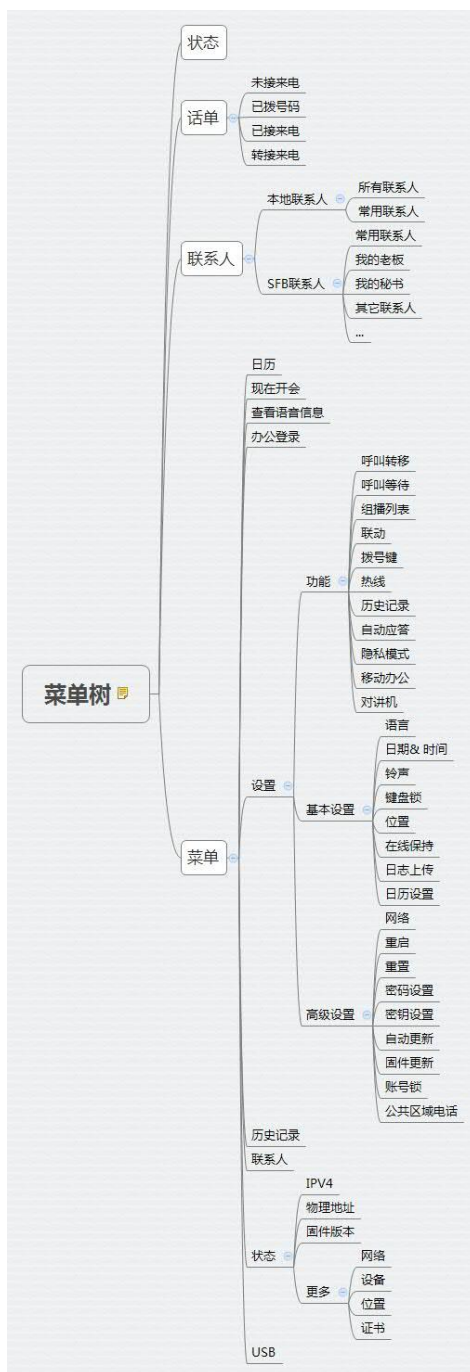 菜单树
状态
话单
未接来电
已拨号码
已接来电
转接来电
联系人
本地联系人
所有联系人
常用联系人
SFB联系人
常用联系人
我的老板
我的秘书
其它联系人
...
菜单
日历
现在开会
查看语音信息
办公登录
设置
功能
呼叫转移
呼叫等待
组播列表
联动
拨号键
热线
历史记录
自动应答
隐私模式
移动办公
对讲机
基本设置
语言
日期& 时间
铃声
键盘锁
位置
在线保持
日志上传
日历设置
高级设置
网络
重启
重置
密码设置
密钥设置
自动更新
固件更新
账号锁
公共区域电话
历史记录
联系人
状态
IPV4
物理地址
固件版本
更多
网络
设备
位置
证书
USB